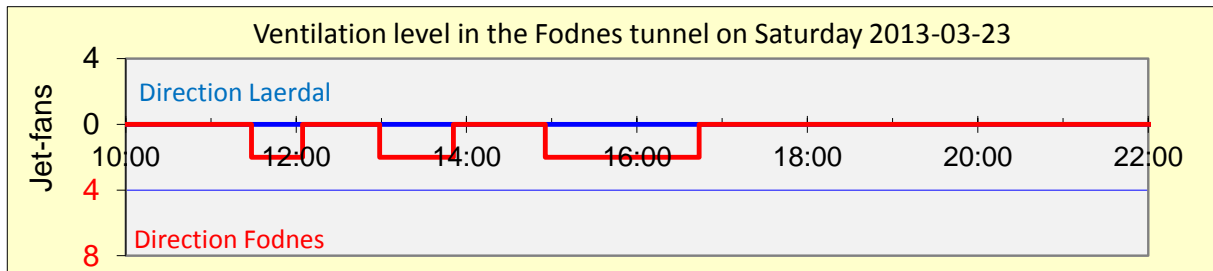 Ventilation level in the Fodnes tunnel on Saturday 2013-03-23
4
Direction Laerdal
Jet-fans
0
10:00 12:00 14:00 16:00 18:00 20:00 22:00
4
Direction Fodnes
8